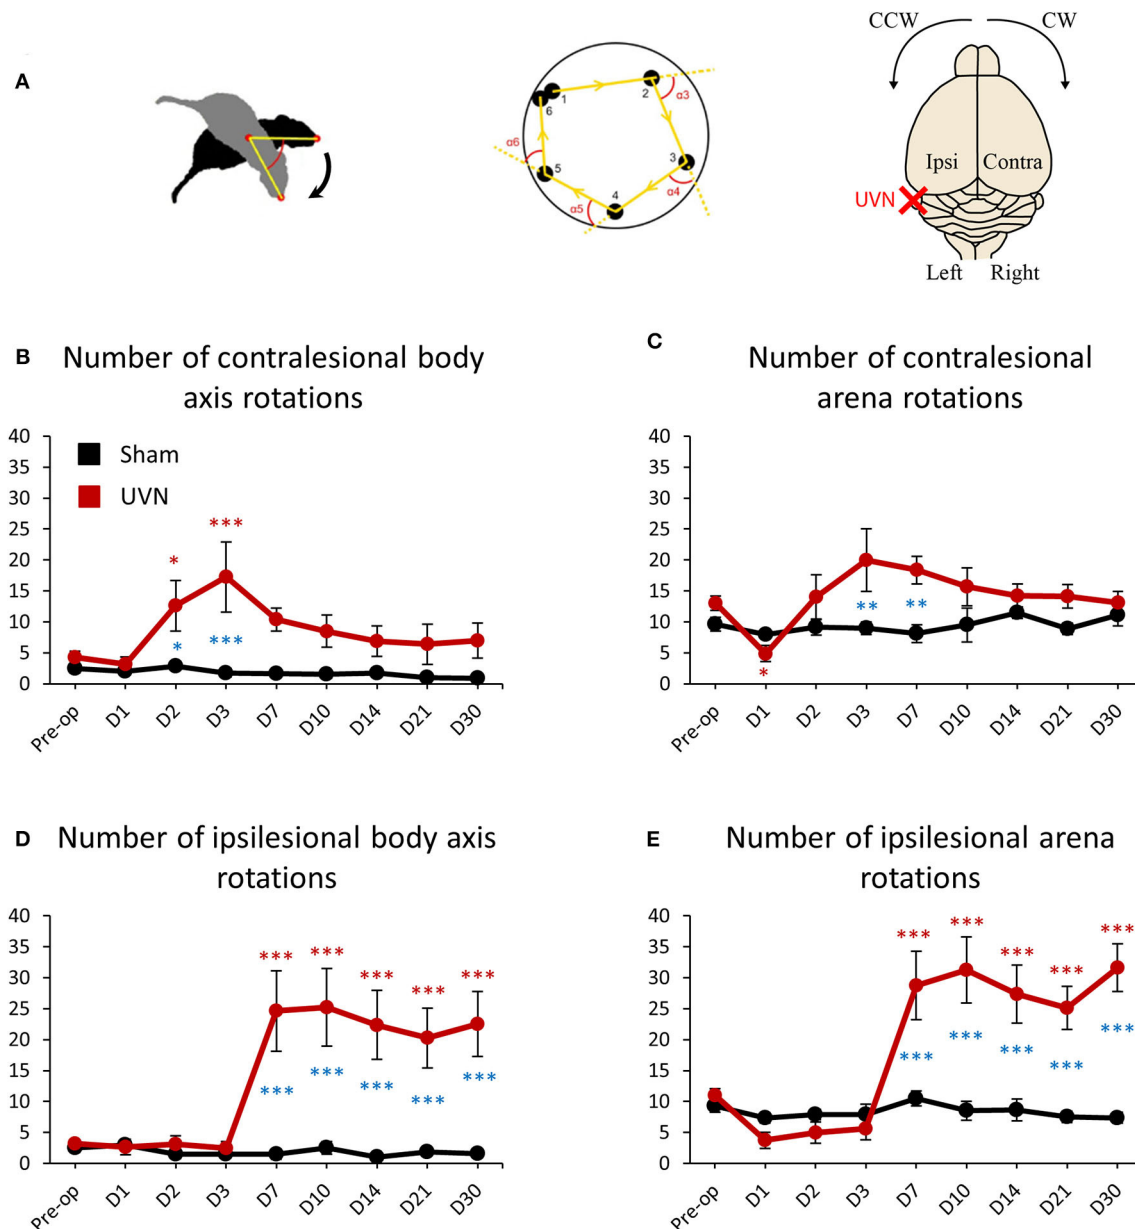 A
CCW CW
1
2
α3
3
α4
4
α5
5
α6
6
Ipsi Contra
UVN
Left Right
B Number of contralesional body
axis rotations
40
35
30
25
20
15
10
5
0
Sham
UVN
*
***
*
***
Pre-op D1 D2 D3 D7 D10 D14 D21 D30
C Number of contralesional
arena rotations
40
35
30
25
20
15
10
5
0
**
**
*
Pre-op D1 D2 D3 D7 D10 D14 D21 D30
D Number of ipsilesional body axis
rotations
40
35
30
25
20
15
10
5
0
*** *** *** *** ***
*** *** *** *** ***
Pre-op D1 D2 D3 D7 D10 D14 D21 D30
E Number of ipsilesional arena
rotations
40
35
30
25
20
15
10
5
0
*** *** *** *** ***
*** *** *** *** ***
Pre-op D1 D2 D3 D7 D10 D14 D21 D30